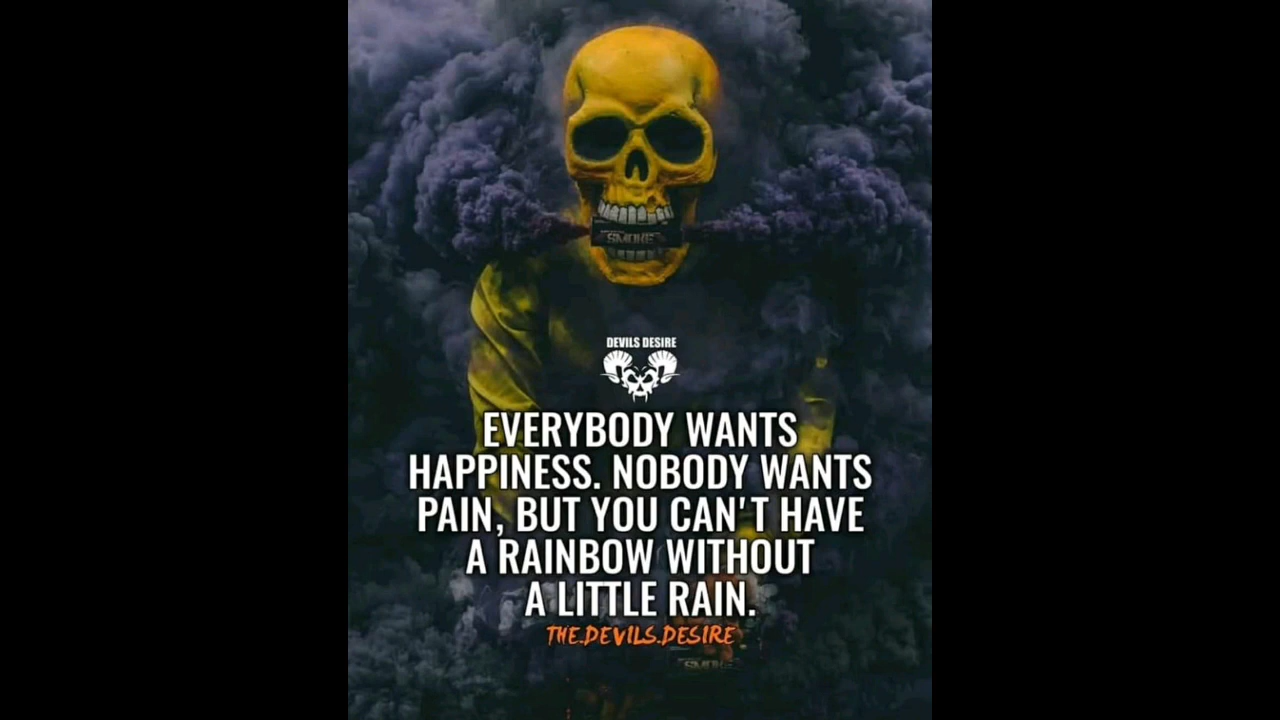 SMOKE
DEVILS DESIRE
EVERYBODY WANTS
HAPPINESS. NOBODY WANTS
PAIN, BUT YOU CAN'T HAVE
A RAINBOW WITHOUT
A LITTLE RAIN.
THE.DEVILS.DESIRE
SMOKE